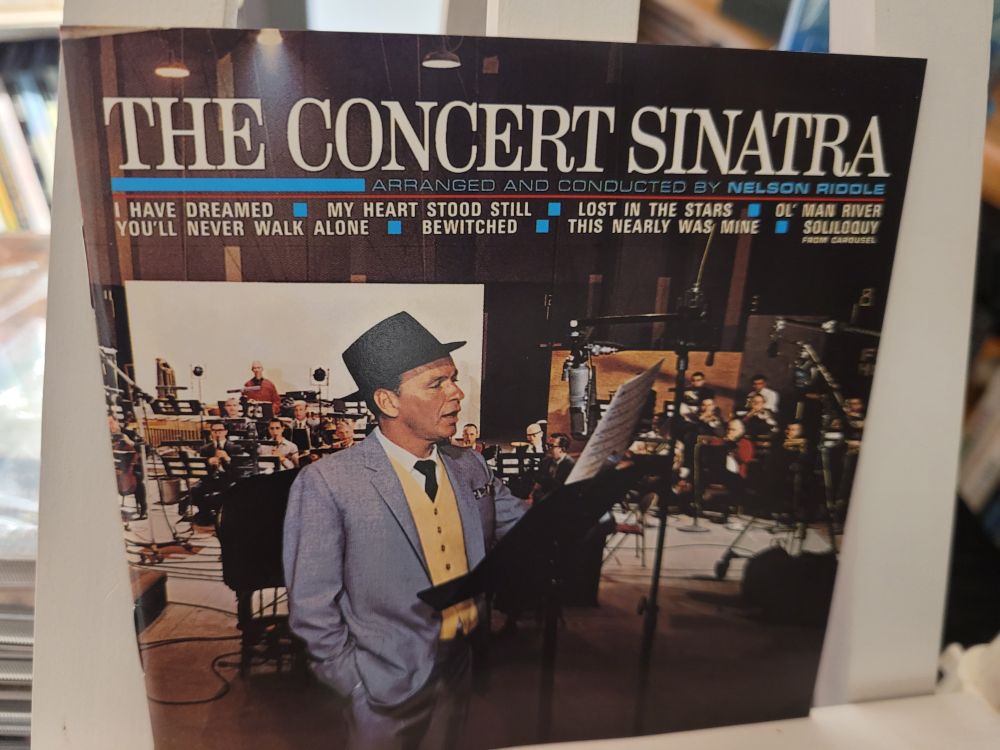 THE CONCERT SINATRA
ARRANGED AND CONDUCTED BY NELSON RIDDLE
I HAVE DREAMED ■ MY HEART STOOD STILL ■ LOST IN THE STARS ■ OL' MAN RIVER
YOU'LL NEVER WALK ALONE ■ BEWITCHED ■ THIS NEARLY WAS MINE ■ SOLILOQUY
FROM CAROUSEL